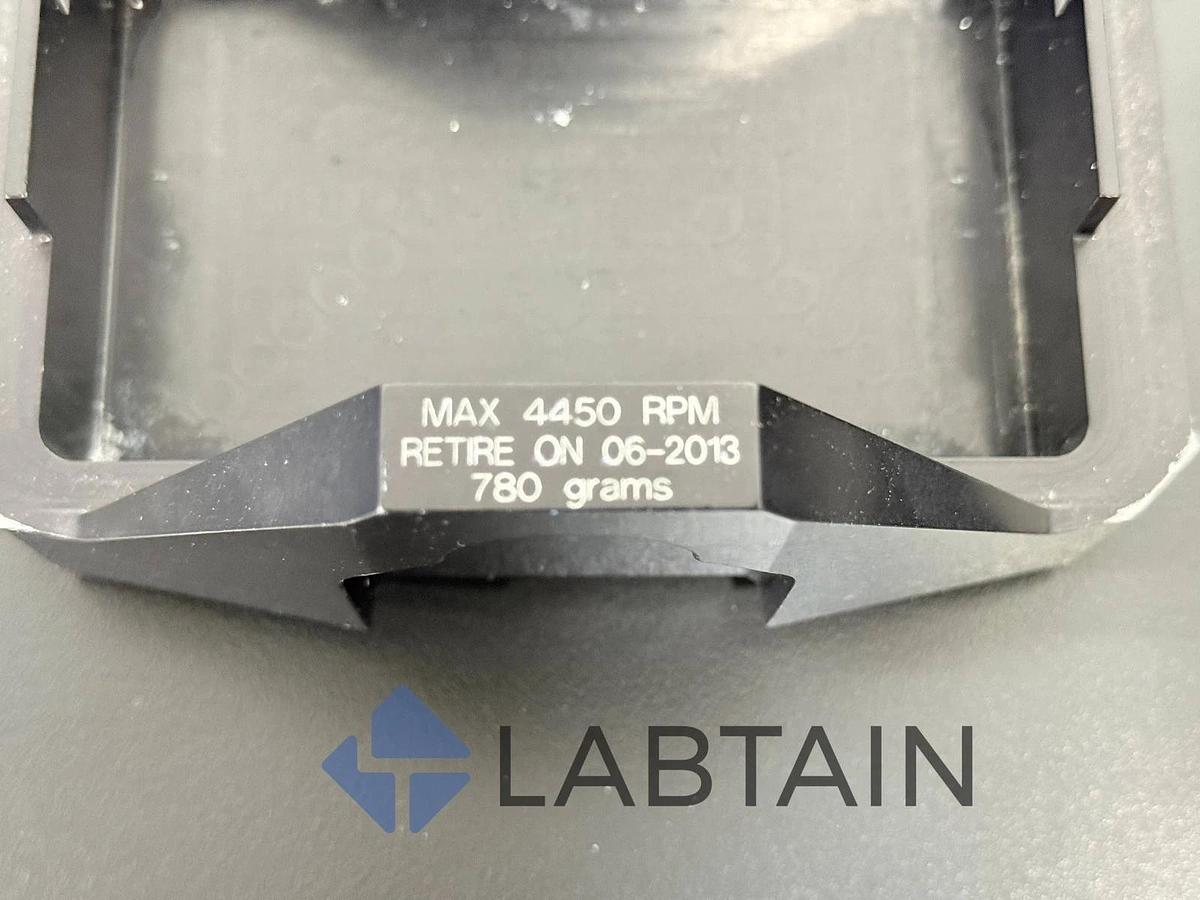 MAX 4450 RPM
RETIRE ON 06-2013
780 grams
LABTAIN